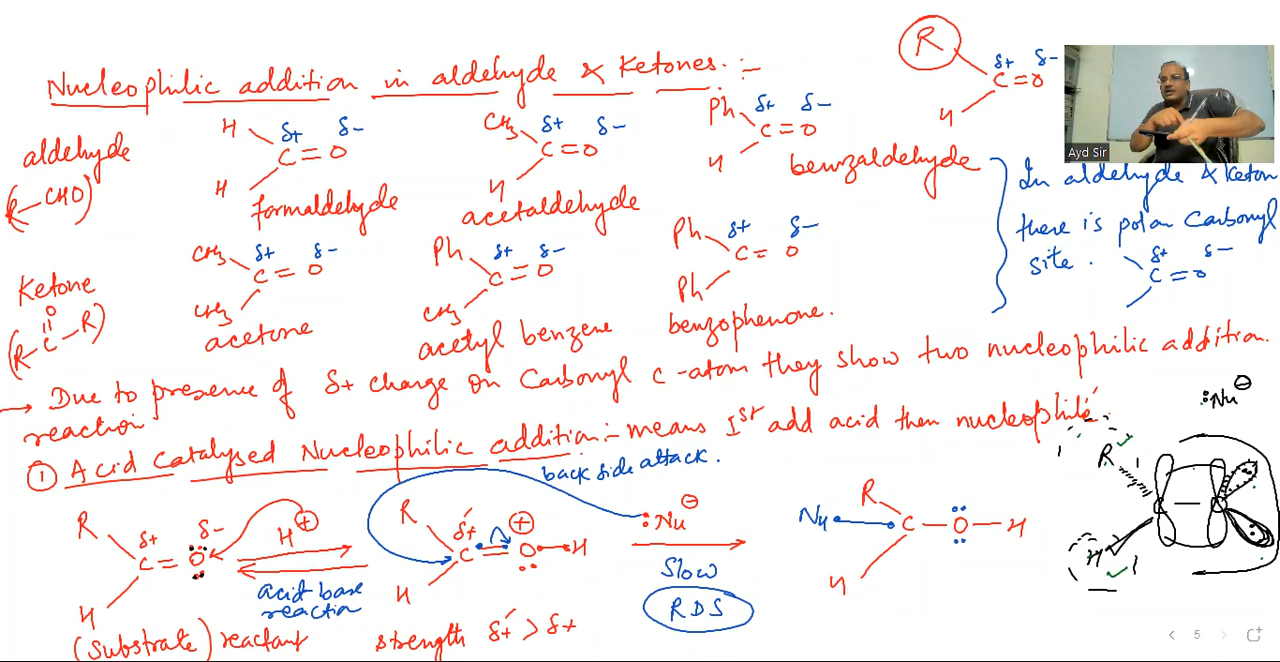 Nucleophilic addition in aldehyde & Ketones. :-
R
δ+ δ-
C=O
H
Ayd Sir
aldehyde
(R-CHO)
H
δ+ δ-
C=O
H
formaldehyde
CH3
δ+ δ-
C=O
H
acetaldehyde
Ph
δ+ δ-
C=O
H
benzaldehyde
In aldehyde & Keton
there is polar Carbonyl
site.
δ+ δ-
C=O
Ketone
O
(R-C-R)
CH3
δ+ δ-
C=O
CH3
acetone
Ph
δ+ δ-
C=O
CH3
acetyl benzene
Ph
δ+ δ-
C=O
Ph
benzophenone.
→ Due to presence of δ+ charge on Carbonyl C-atom they show two nucleophilic addition.
reaction
① Acid Catalysed Nucleophilic addition:- means Ist add acid then nucleophile.
back side attack.
R
δ+ δ-
C=O
H
(Substrate) reactant
H⊕
acid base
reaction
R
δ+' ⊕
C=O-H
H
strength δ+' > δ+
:Nu⊖
Slow
RDS
R
Nu-C-O-H
H
:Nu⊖
R
C-O
H
5